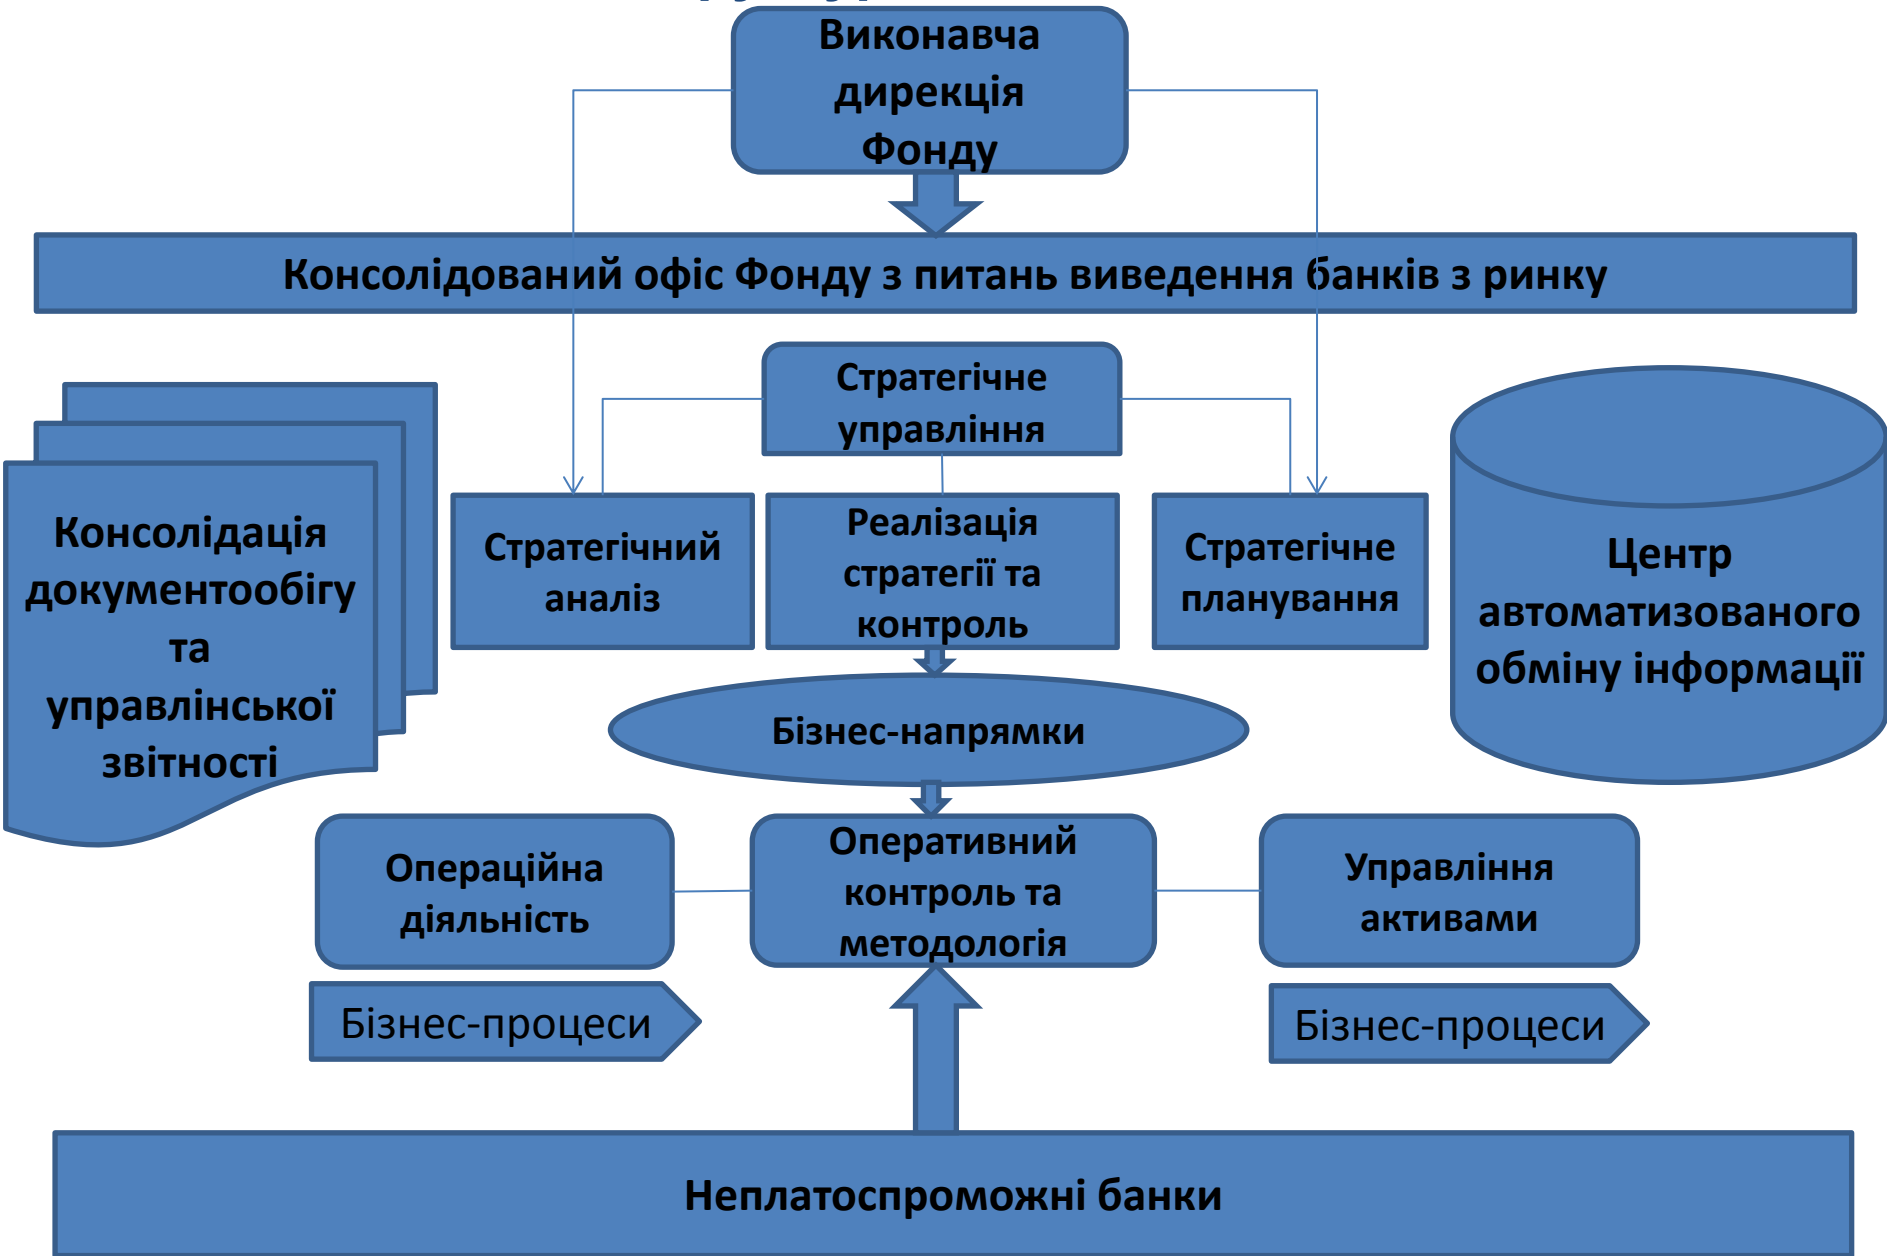 Виконавча
дирекція
Фонду
Консолідований офіс Фонду з питань виведення банків з ринку
Стратегічне
управління
Консолідація
документообігу
та
управлінської
звітності
Стратегічний
аналіз
Реалізація
стратегії та
контроль
Стратегічне
планування
Центр
автоматизованого
обміну інформації
Бізнес-напрямки
Операційна
діяльність
Оперативний
контроль та
методологія
Управління
активами
Бізнес-процеси
Бізнес-процеси
Неплатоспроможні банки